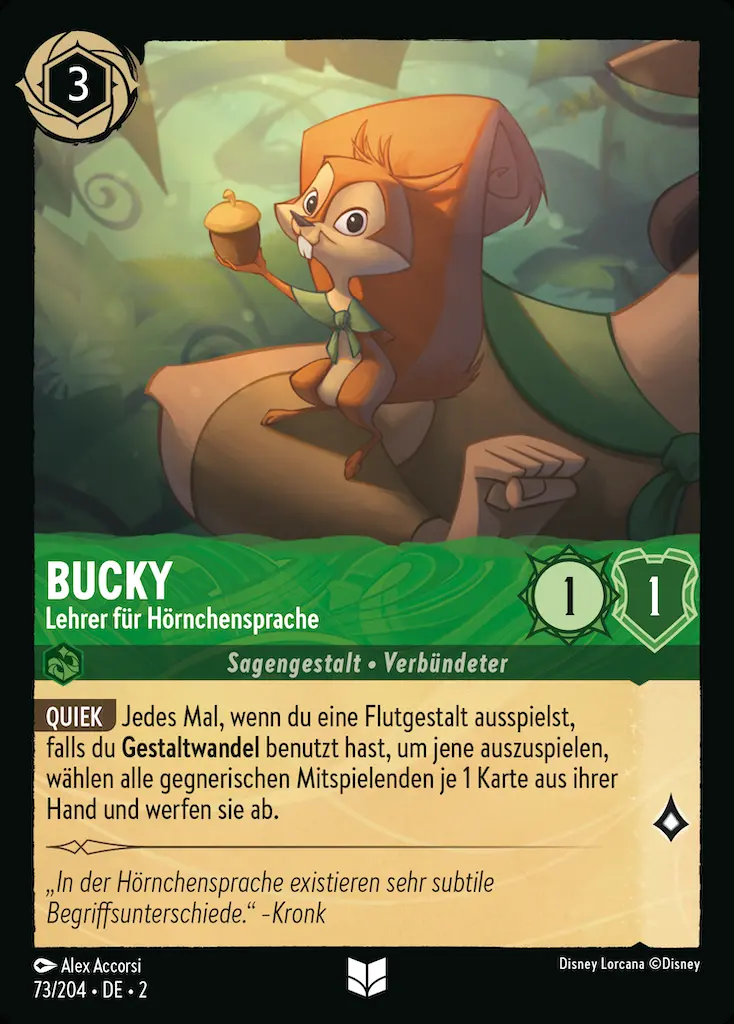 3
BUCKY
Lehrer für Hörnchensprache
1
1
Sagengestalt • Verbündeter
QUIEK Jedes Mal, wenn du eine Flutgestalt ausspielst,
falls du Gestaltwandel benutzt hast, um jene auszuspielen,
wählen alle gegnerischen Mitspielenden je 1 Karte aus ihrer
Hand und werfen sie ab.
„In der Hörnchensprache existieren sehr subtile
Begriffsunterschiede.“ -Kronk
Alex Accorsi
Disney Lorcana ©Disney
73/204 • DE • 2